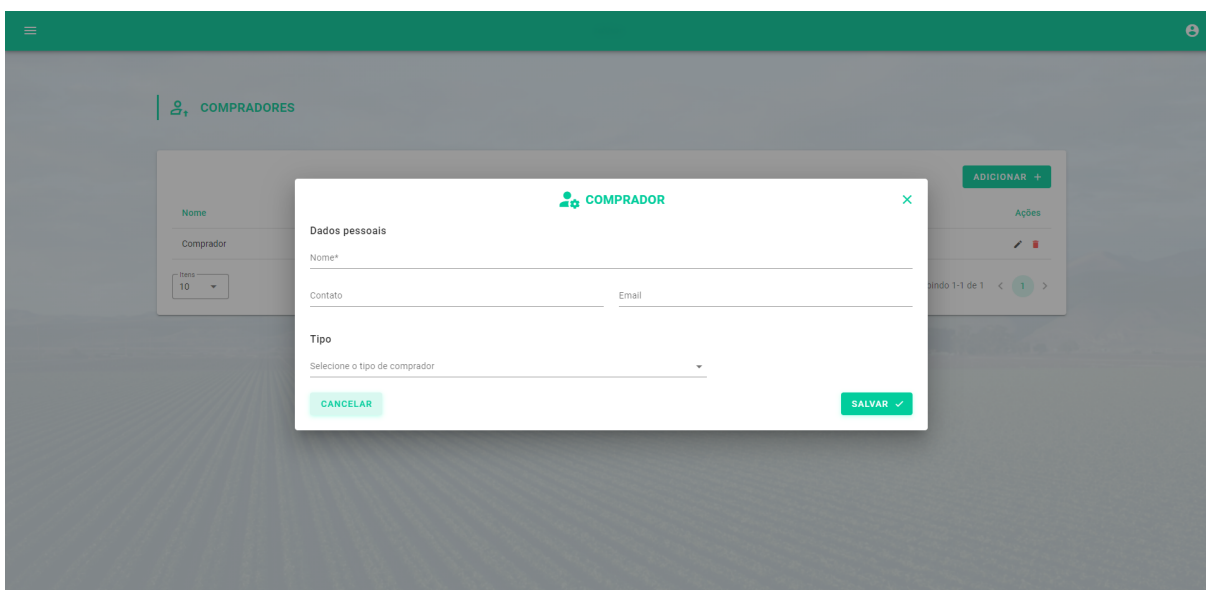 COMPRADORES
ADICIONAR +
COMPRADOR
Nome
Ações
Dados pessoais
Comprador
Nome*
Itens
10
Contato
Email
1-1 de 1
1
Tipo
Selecione o tipo de comprador
CANCELAR
SALVAR